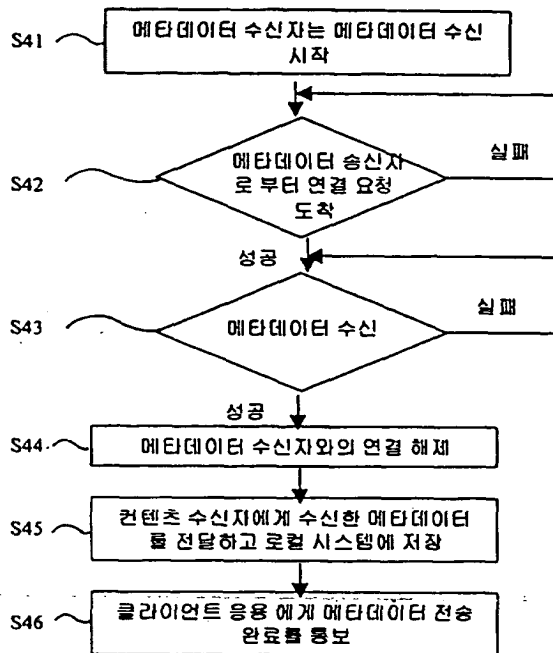 S41
메타데이터 수신자는 메타데이터 수신
시작
S42
메타데이터 송신자
로 부터 연결 요청
도착
실패
성공
S43
메타데이터 수신
실패
성공
S44
메타데이터 수신자와의 연결 해제
S45
컨텐츠 수신자에게 수신한 메타데이터
를 전달하고 로컬 시스템에 저장
S46
클라이언트 응용 에게 메타데이터 전송
완료를 통보